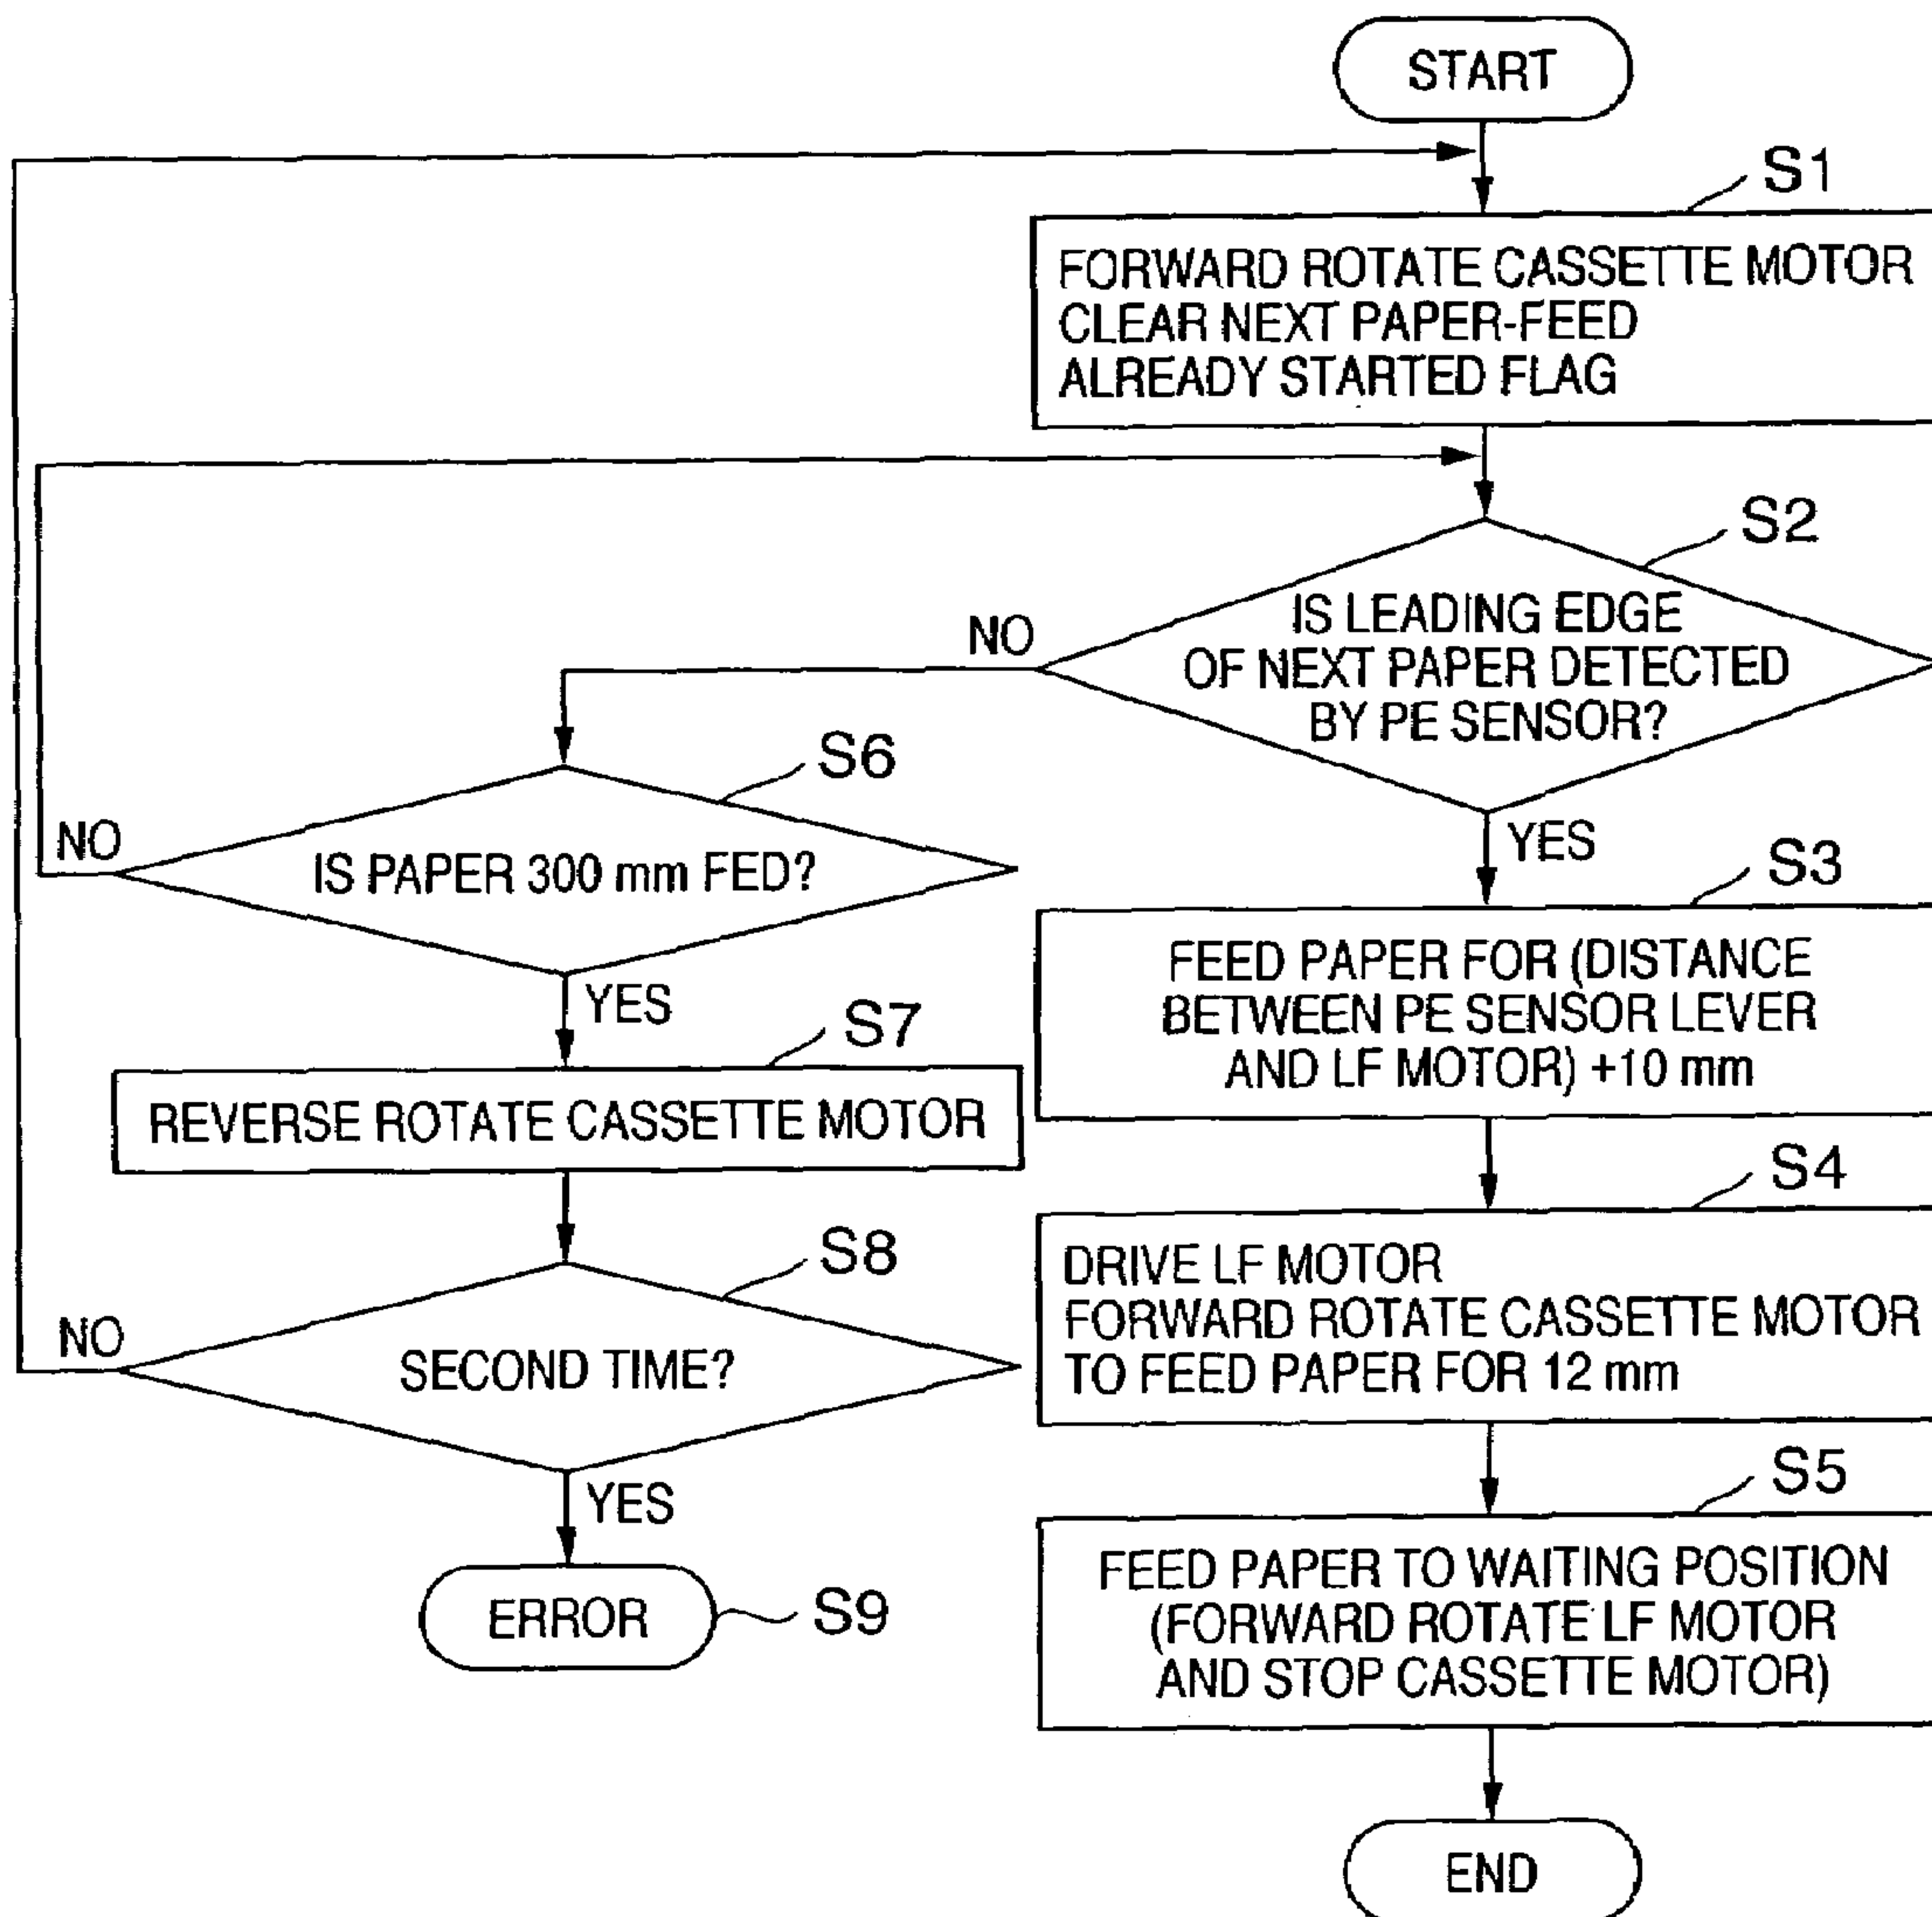 START
S1
FORWARD ROTATE CASSETTE MOTOR
CLEAR NEXT PAPER-FEED
ALREADY STARTED FLAG
S2
IS LEADING EDGE
OF NEXT PAPER DETECTED
BY PE SENSOR?
NO
YES
S6
IS PAPER 300 mm FED?
NO
YES
S3
FEED PAPER FOR (DISTANCE
BETWEEN PE SENSOR LEVER
AND LF MOTOR) +10 mm
S7
REVERSE ROTATE CASSETTE MOTOR
S4
DRIVE LF MOTOR
FORWARD ROTATE CASSETTE MOTOR
TO FEED PAPER FOR 12 mm
S8
SECOND TIME?
NO
YES
S5
FEED PAPER TO WAITING POSITION
(FORWARD ROTATE LF MOTOR
AND STOP CASSETTE MOTOR)
ERROR
S9
END